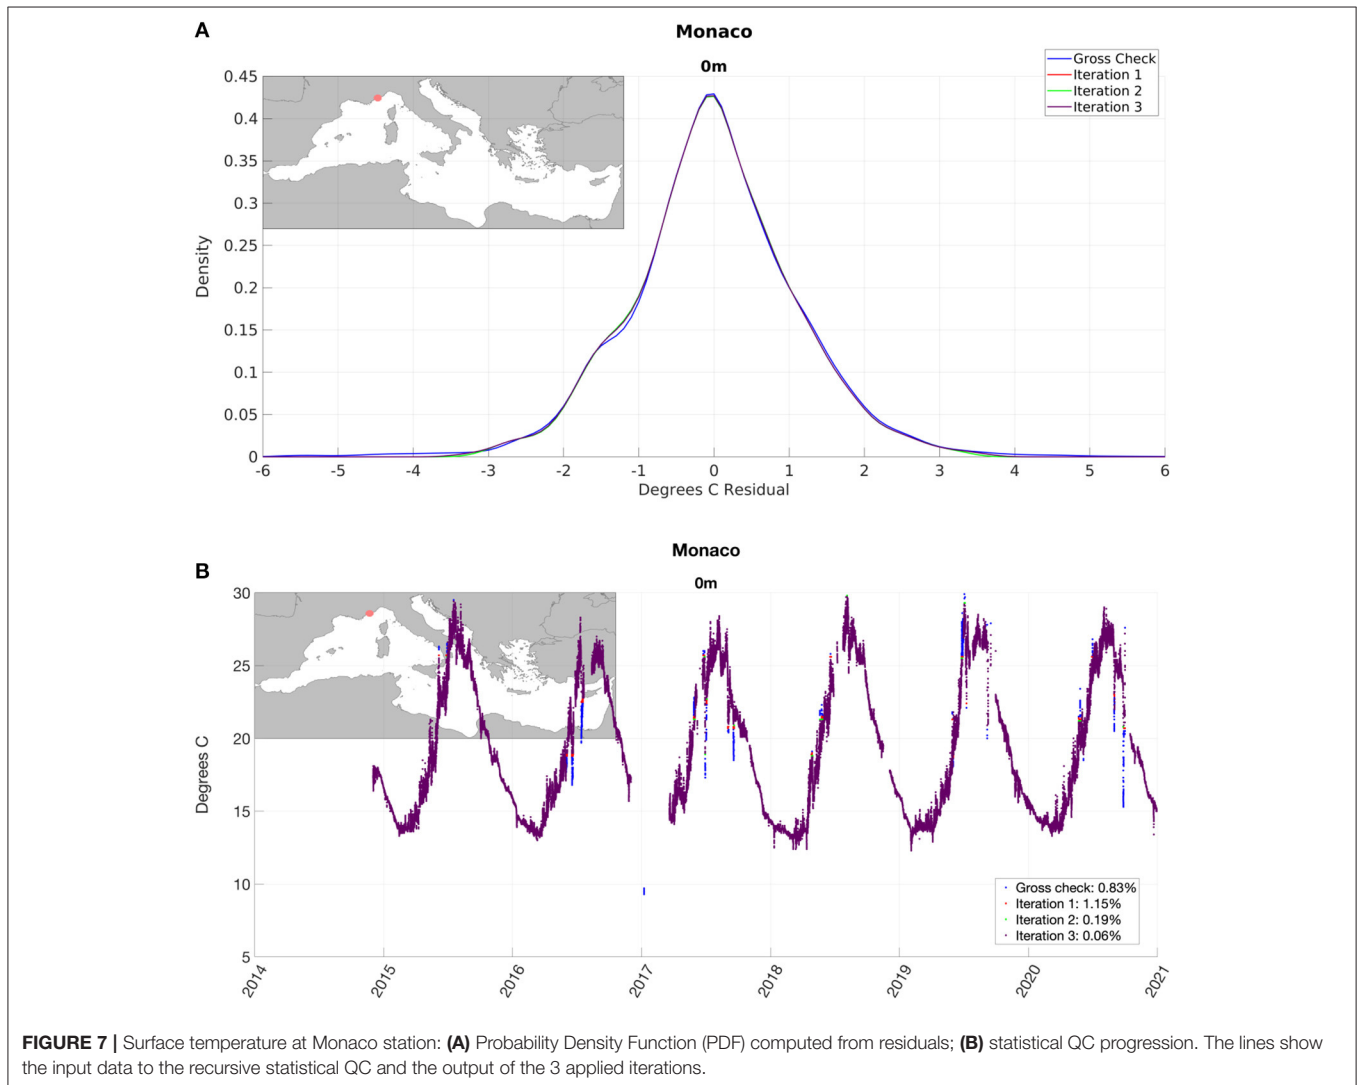 A
Monaco
0m
Gross Check
Iteration 1
Iteration 2
Iteration 3
0.45
0.4
0.35
0.3
0.25
0.2
0.15
0.1
0.05
0
Density
-6 -5 -4 -3 -2 -1 0 1 2 3 4 5 6
Degrees C Residual
Monaco
B
0m
30
25
20
15
10
5
Degrees C
Gross check: 0.83%
Iteration 1: 1.15%
Iteration 2: 0.19%
Iteration 3: 0.06%
2014 2015 2016 2017 2018 2019 2020 2021
FIGURE 7 | Surface temperature at Monaco station: (A) Probability Density Function (PDF) computed from residuals; (B) statistical QC progression. The lines show
the input data to the recursive statistical QC and the output of the 3 applied iterations.